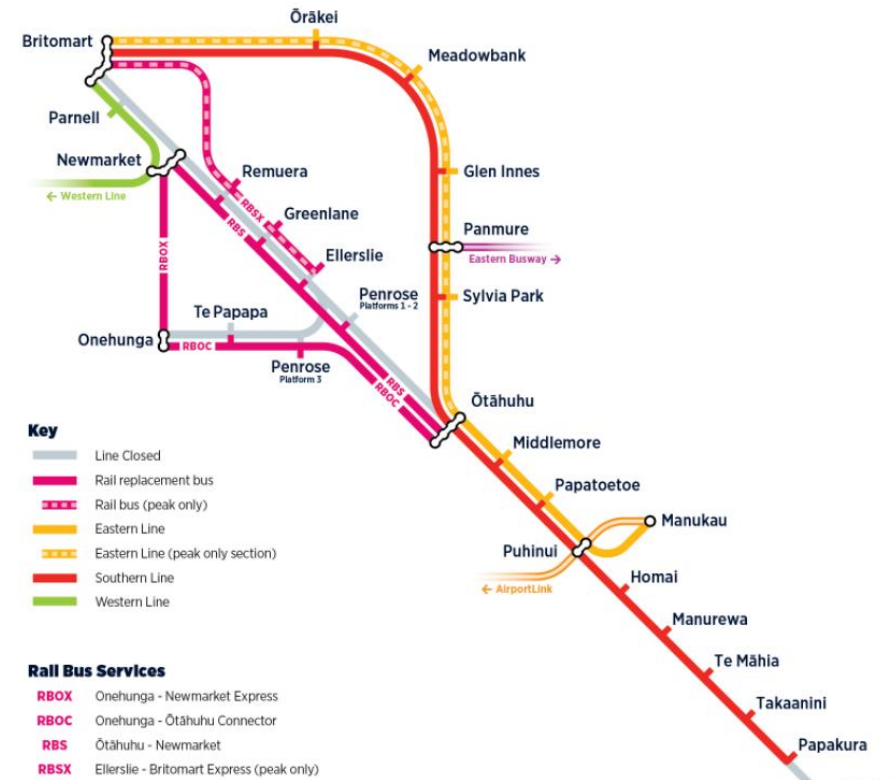 Ōrākei
Britomart
Meadowbank
Parnell
Newmarket
← Western Line
Remuera
Glen Innes
RBSX
Greenlane
RBS
Panmure
Eastern Busway →
RBOX
Ellerslie
Penrose
Platforms 1 - 2
Sylvia Park
Te Papapa
Onehunga
RBOC
Penrose
Platform 3
RBS
RBOC
Ōtāhuhu
Middlemore
Papatoetoe
Manukau
Puhinui
← AirportLink
Homai
Manurewa
Te Māhia
Takaanini
Papakura
Key
Line Closed
Rail replacement bus
Rail bus (peak only)
Eastern Line
Eastern Line (peak only section)
Southern Line
Western Line
Rail Bus Services
RBOX Onehunga - Newmarket Express
RBOC Onehunga - Ōtāhuhu Connector
RBS Ōtāhuhu - Newmarket
RBSX Ellerslie - Britomart Express (peak only)